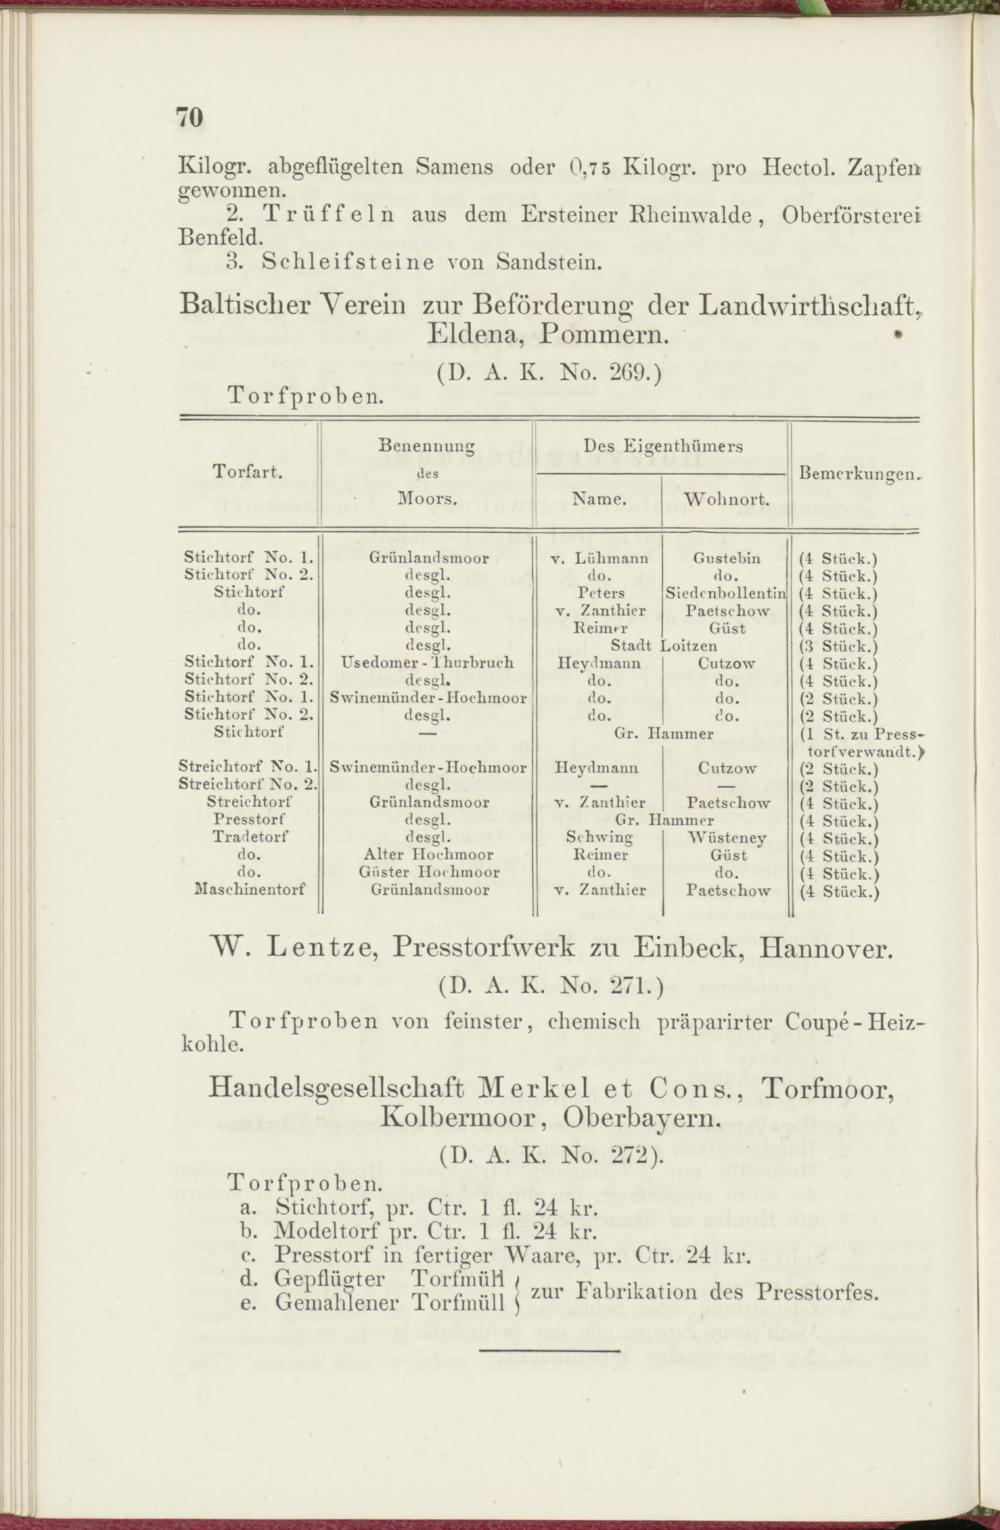 70
Kilogr. abgeflügelten Samens oder 0,75 Kilogr. pro Hectol. Zapfen
gewonnen.
2. Trüffeln aus dem Ersteiner Rheinwalde, Oberförsterei
Benfeld.
3. Schleifsteine von Sandstein.
Baltischer Verein zur Beförderung der Landwirthschaft,
Eldena, Pommern.
(D. A. K. No. 269.)
Torfproben.
Torfart. Benennung des Moors. Des Eigenthümers Name. Wohnort. Bemerkungen.
Stichtorf No. 1. Grünlandsmoor v. Lühmann Gustebin (4 Stück.)
Stichtorf No. 2. desgl. do. do. (4 Stück.)
Stichtorf desgl. Peters Siedenbollentin (4 Stück.)
do. desgl. v. Zanthier Paetschow (4 Stück.)
do. desgl. Reimer Güst (4 Stück.)
do. desgl. Stadt Loitzen (3 Stück.)
Stichtorf No. 1. Usedomer-Thurbruch Heydmann Cutzow (4 Stück.)
Stichtorf No. 2. desgl. do. do. (4 Stück.)
Stichtorf No. 1. Swinemünder-Hochmoor do. do. (2 Stück.)
Stichtorf No. 2. desgl. do. do. (2 Stück.)
Stichtorf — Gr. Hammer (1 St. zu Press-
torfverwandt.)
Streichtorf No. 1. Swinemünder-Hochmoor Heydmann Cutzow (2 Stück.)
Streichtorf No. 2. desgl. — — (2 Stück.)
Streichtorf Grünlandsmoor v. Zanthier Paetschow (4 Stück.)
Presstorf desgl. Gr. Hammer (4 Stück.)
Tradetorf desgl. Schwing Wüsteney (4 Stück.)
do. Alter Hochmoor Reimer Güst (4 Stück.)
do. Güster Hochmoor do. do. (4 Stück.)
Maschinentorf Grünlandsmoor v. Zanthier Paetschow (4 Stück.)
W. Lentze, Presstorfwerk zu Einbeck, Hannover.
(D. A. K. No. 271.)
Torfproben von feinster, chemisch präparirter Coupé-Heiz-
kohle.
Handelsgesellschaft Merkel et Cons., Torfmoor,
Kolbermoor, Oberbayern.
(D. A. K. No. 272).
Torfproben.
a. Stichtorf, pr. Ctr. 1 fl. 24 kr.
b. Modeltorf pr. Ctr. 1 fl. 24 kr.
c. Presstorf in fertiger Waare, pr. Ctr. 24 kr.
d. Gepflügter Torfmüll
e. Gemahlener Torfmüll } zur Fabrikation des Presstorfes.